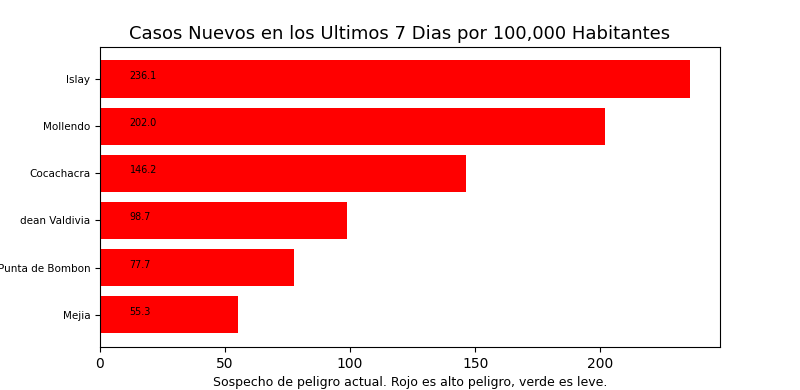 Casos Nuevos en los Ultimos 7 Dias por 100,000 Habitantes
Islay 236.1
Mollendo 202.0
Cocachacra 146.2
dean Valdivia 98.7
Punta de Bombon 77.7
Mejia 55.3
0 50 100 150 200
Sospecho de peligro actual. Rojo es alto peligro, verde es leve.